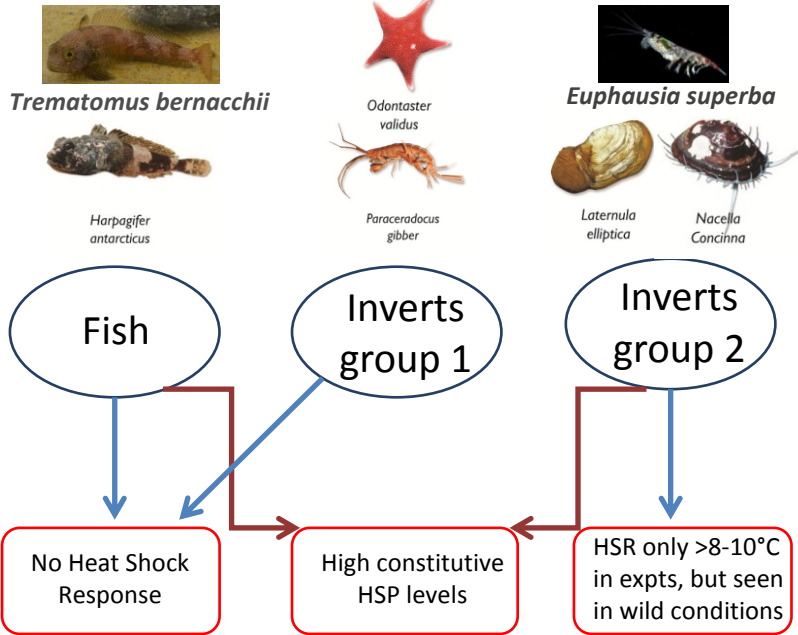 Trematomus bernacchii
Odontaster
validus
Euphausia superba
Harpagifer
antarcticus
Paraceradocus
gibber
Laternula
elliptica
Nacella
Concinna
Fish
Inverts
group 1
Inverts
group 2
No Heat Shock
Response
High constitutive
HSP levels
HSR only >8-10°C
in expts, but seen
in wild conditions